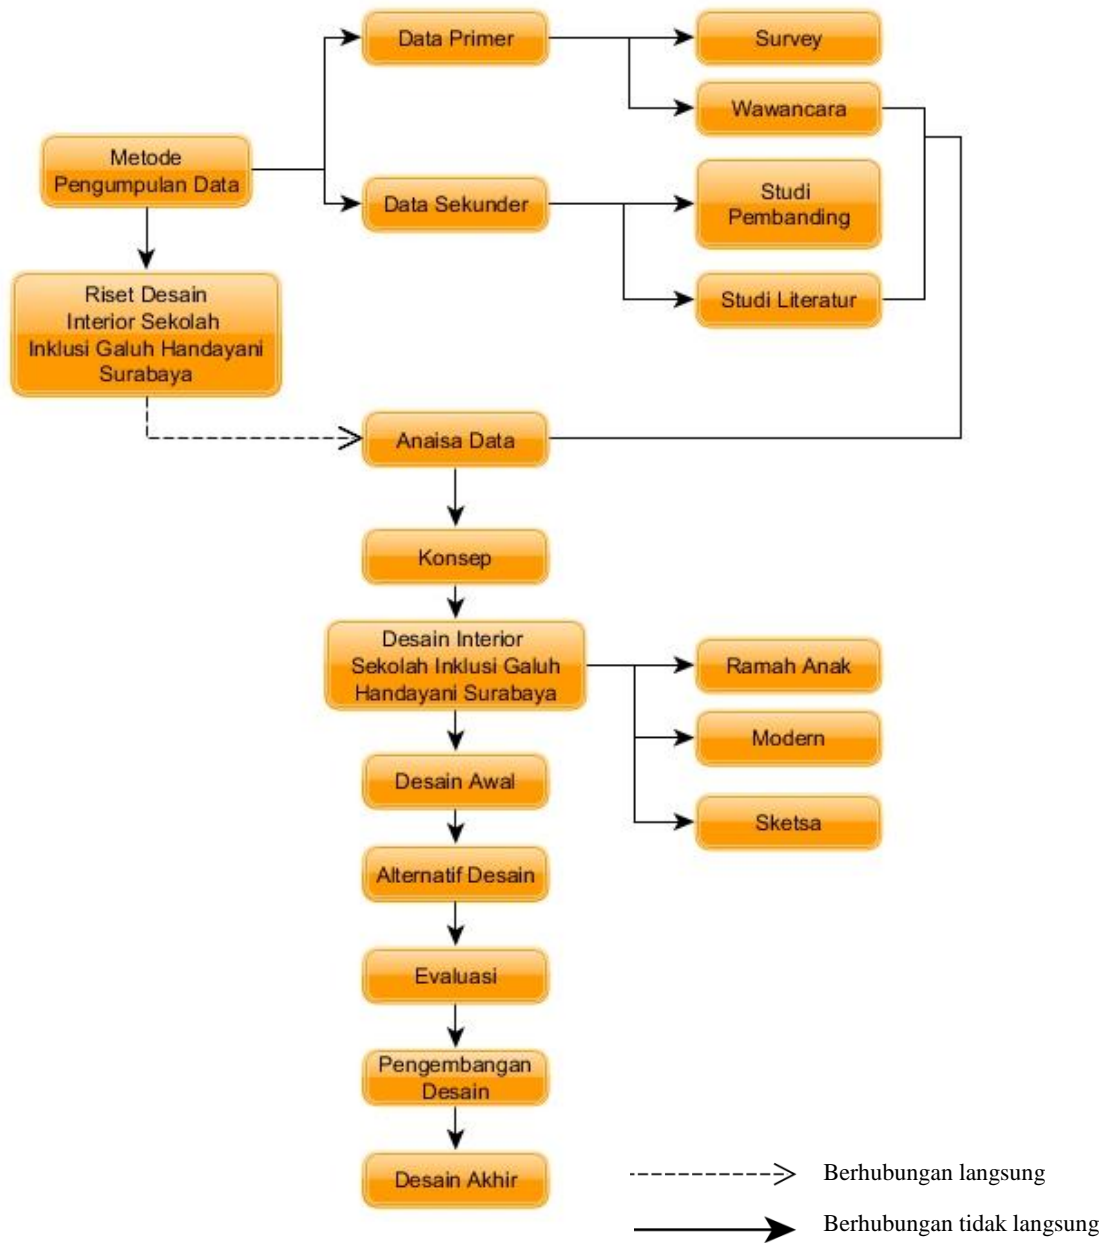 Data Primer
Survey
Wawancara
Metode
Pengumpulan Data
Data Sekunder
Studi
Pembanding
Studi Literatur
Riset Desain
Interior Sekolah
Inklusi Galuh Handayani
Surabaya
Anaisa Data
Konsep
Desain Interior
Sekolah Inklusi Galuh
Handayani Surabaya
Ramah Anak
Modern
Sketsa
Desain Awal
Alternatif Desain
Evaluasi
Pengembangan
Desain
Desain Akhir
Berhubungan langsung
Berhubungan tidak langsung